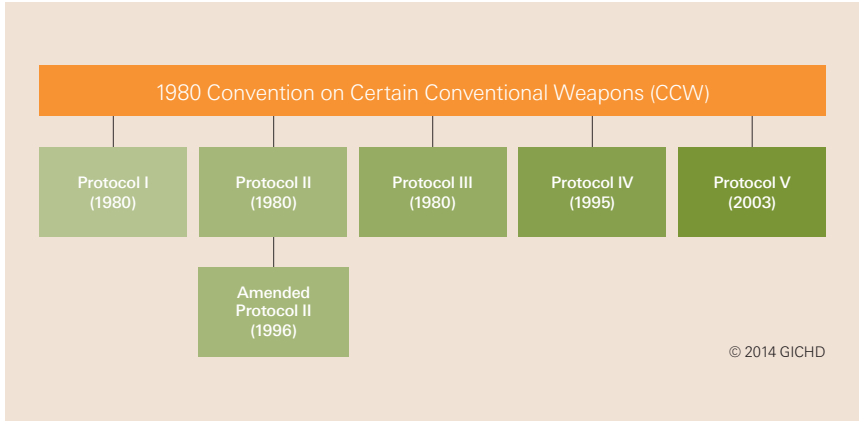 1980 Convention on Certain Conventional Weapons (CCW)
Protocol I
(1980)
Protocol II
(1980)
Protocol III
(1980)
Protocol IV
(1995)
Protocol V
(2003)
Amended
Protocol II
(1996)
© 2014 GICHD